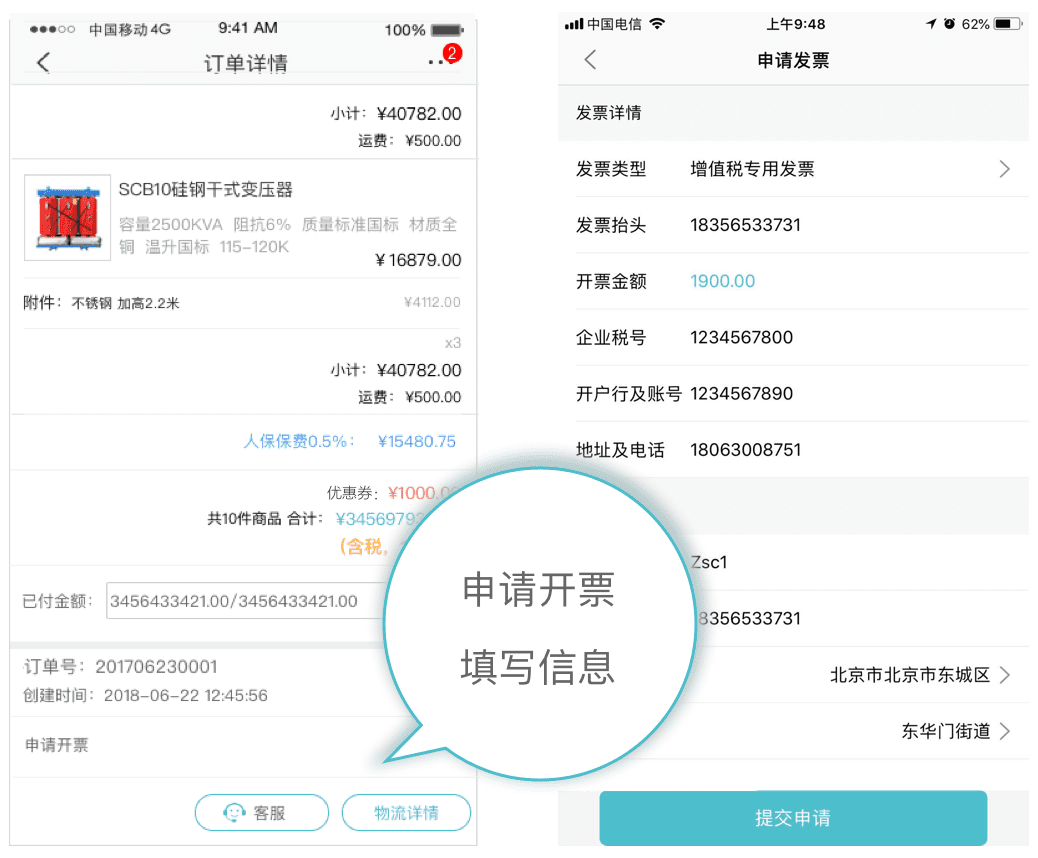 中国移动4G 9:41 AM 100%
订单详情
2
小计：¥40782.00
运费：¥500.00
SCB10硅钢干式变压器
容量2500KVA 阻抗6% 质量标准国标 材质全
铜 温升国标 115-120K
¥16879.00
附件：不锈钢 加高2.2米 ¥4112.00
x3
小计：¥40782.00
运费：¥500.00
人保保费0.5%： ¥15480.75
优惠券：¥1000.0
共10件商品 合计：¥34569793
(含税,
已付金额： 3456433421.00/3456433421.00
订单号：201706230001
创建时间：2018-06-22 12:45:56
申请开票
客服
物流详情
申请开票
填写信息
中国电信 上午9:48 62%
申请发票
发票详情
发票类型 增值税专用发票
发票抬头 18356533731
开票金额 1900.00
企业税号 1234567800
开户行及账号 1234567890
地址及电话 18063008751
Zsc1
8356533731
北京市北京市东城区
东华门街道
提交申请